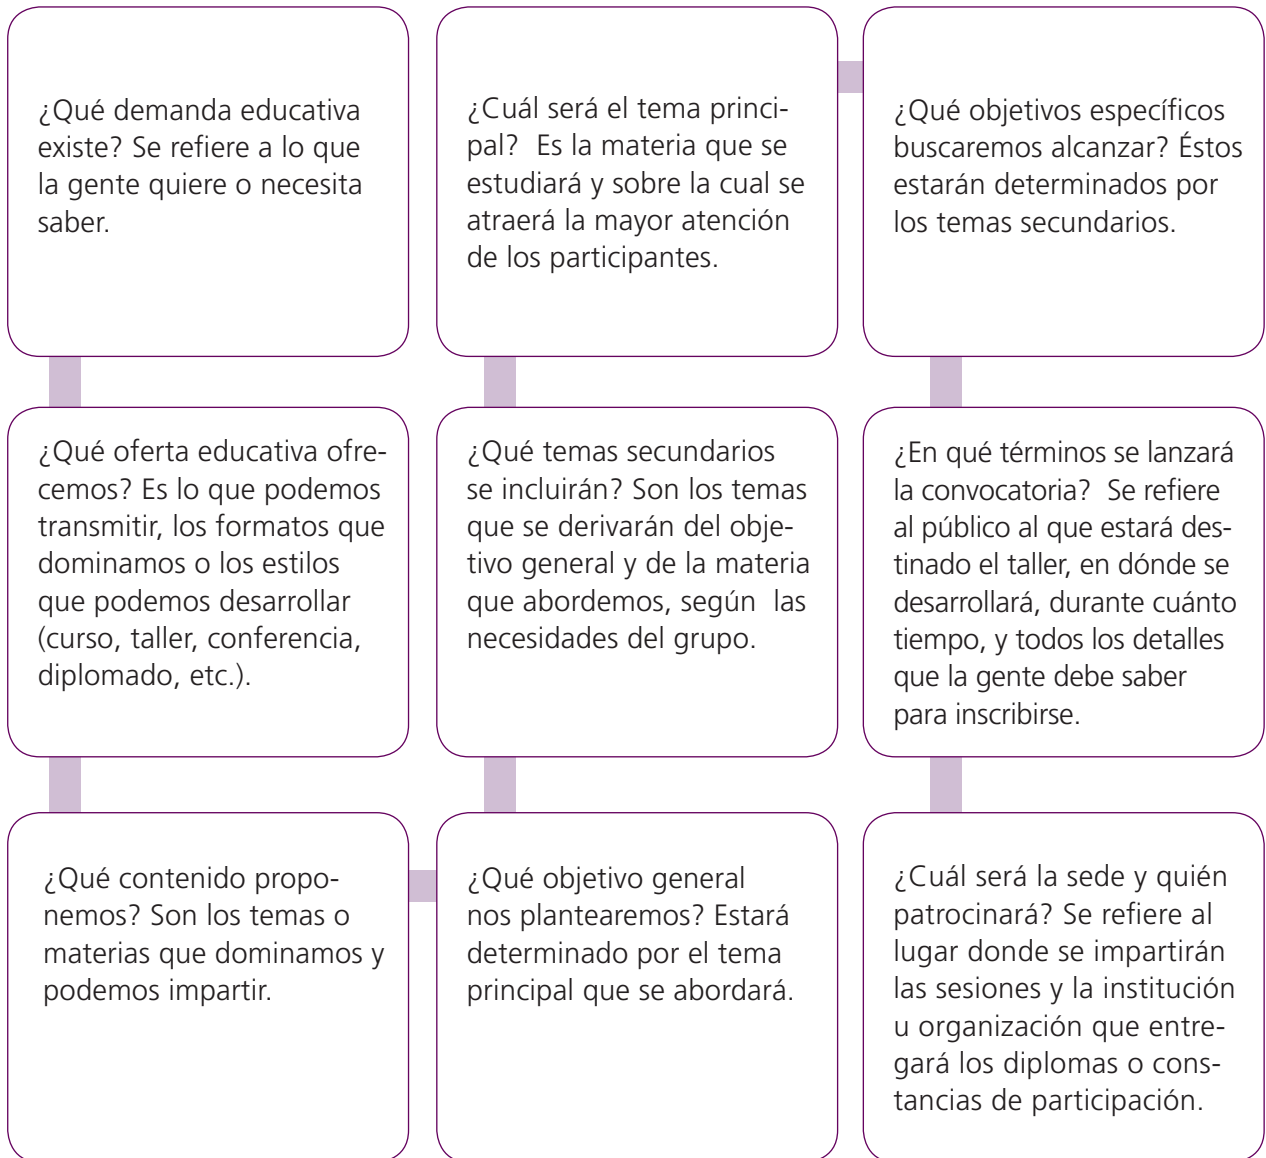 ¿Qué demanda educativa
existe? Se refiere a lo que
la gente quiere o necesita
saber.
¿Qué oferta educativa ofre-
cemos? Es lo que podemos
transmitir, los formatos que
dominamos o los estilos
que podemos desarrollar
(curso, taller, conferencia,
diplomado, etc.).
¿Qué contenido propo-
nemos? Son los temas o
materias que dominamos y
podemos impartir.
¿Qué objetivo general
nos plantearemos? Estará
determinado por el tema
principal que se abordará.
¿Qué temas secundarios
se incluirán? Son los temas
que se derivarán del obje-
tivo general y de la materia
que abordemos, según las
necesidades del grupo.
¿Cuál será el tema princi-
pal? Es la materia que se
estudiará y sobre la cual se
atraerá la mayor atención
de los participantes.
¿Qué objetivos específicos
buscaremos alcanzar? Éstos
estarán determinados por
los temas secundarios.
¿En qué términos se lanzará
la convocatoria? Se refiere
al público al que estará des-
tinado el taller, en dónde se
desarrollará, durante cuánto
tiempo, y todos los detalles
que la gente debe saber
para inscribirse.
¿Cuál será la sede y quién
patrocinará? Se refiere al
lugar donde se impartirán
las sesiones y la institución
u organización que entre-
gará los diplomas o cons-
tancias de participación.